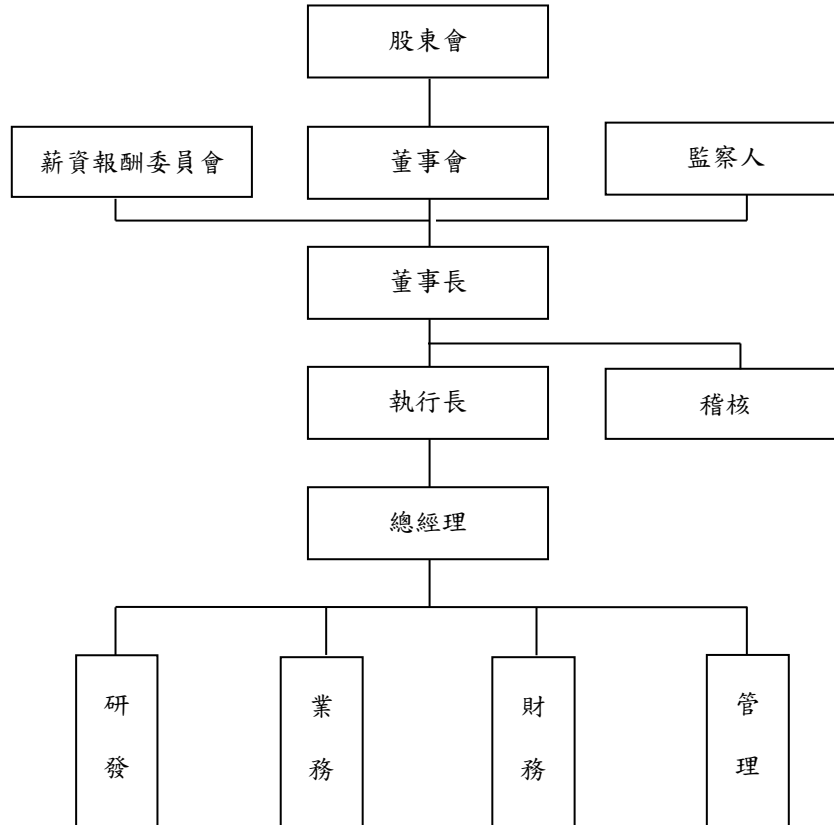 股東會
薪資報酬委員會
董事會
監察人
董事長
執行長
稽核
總經理
研發
業務
財務
管理